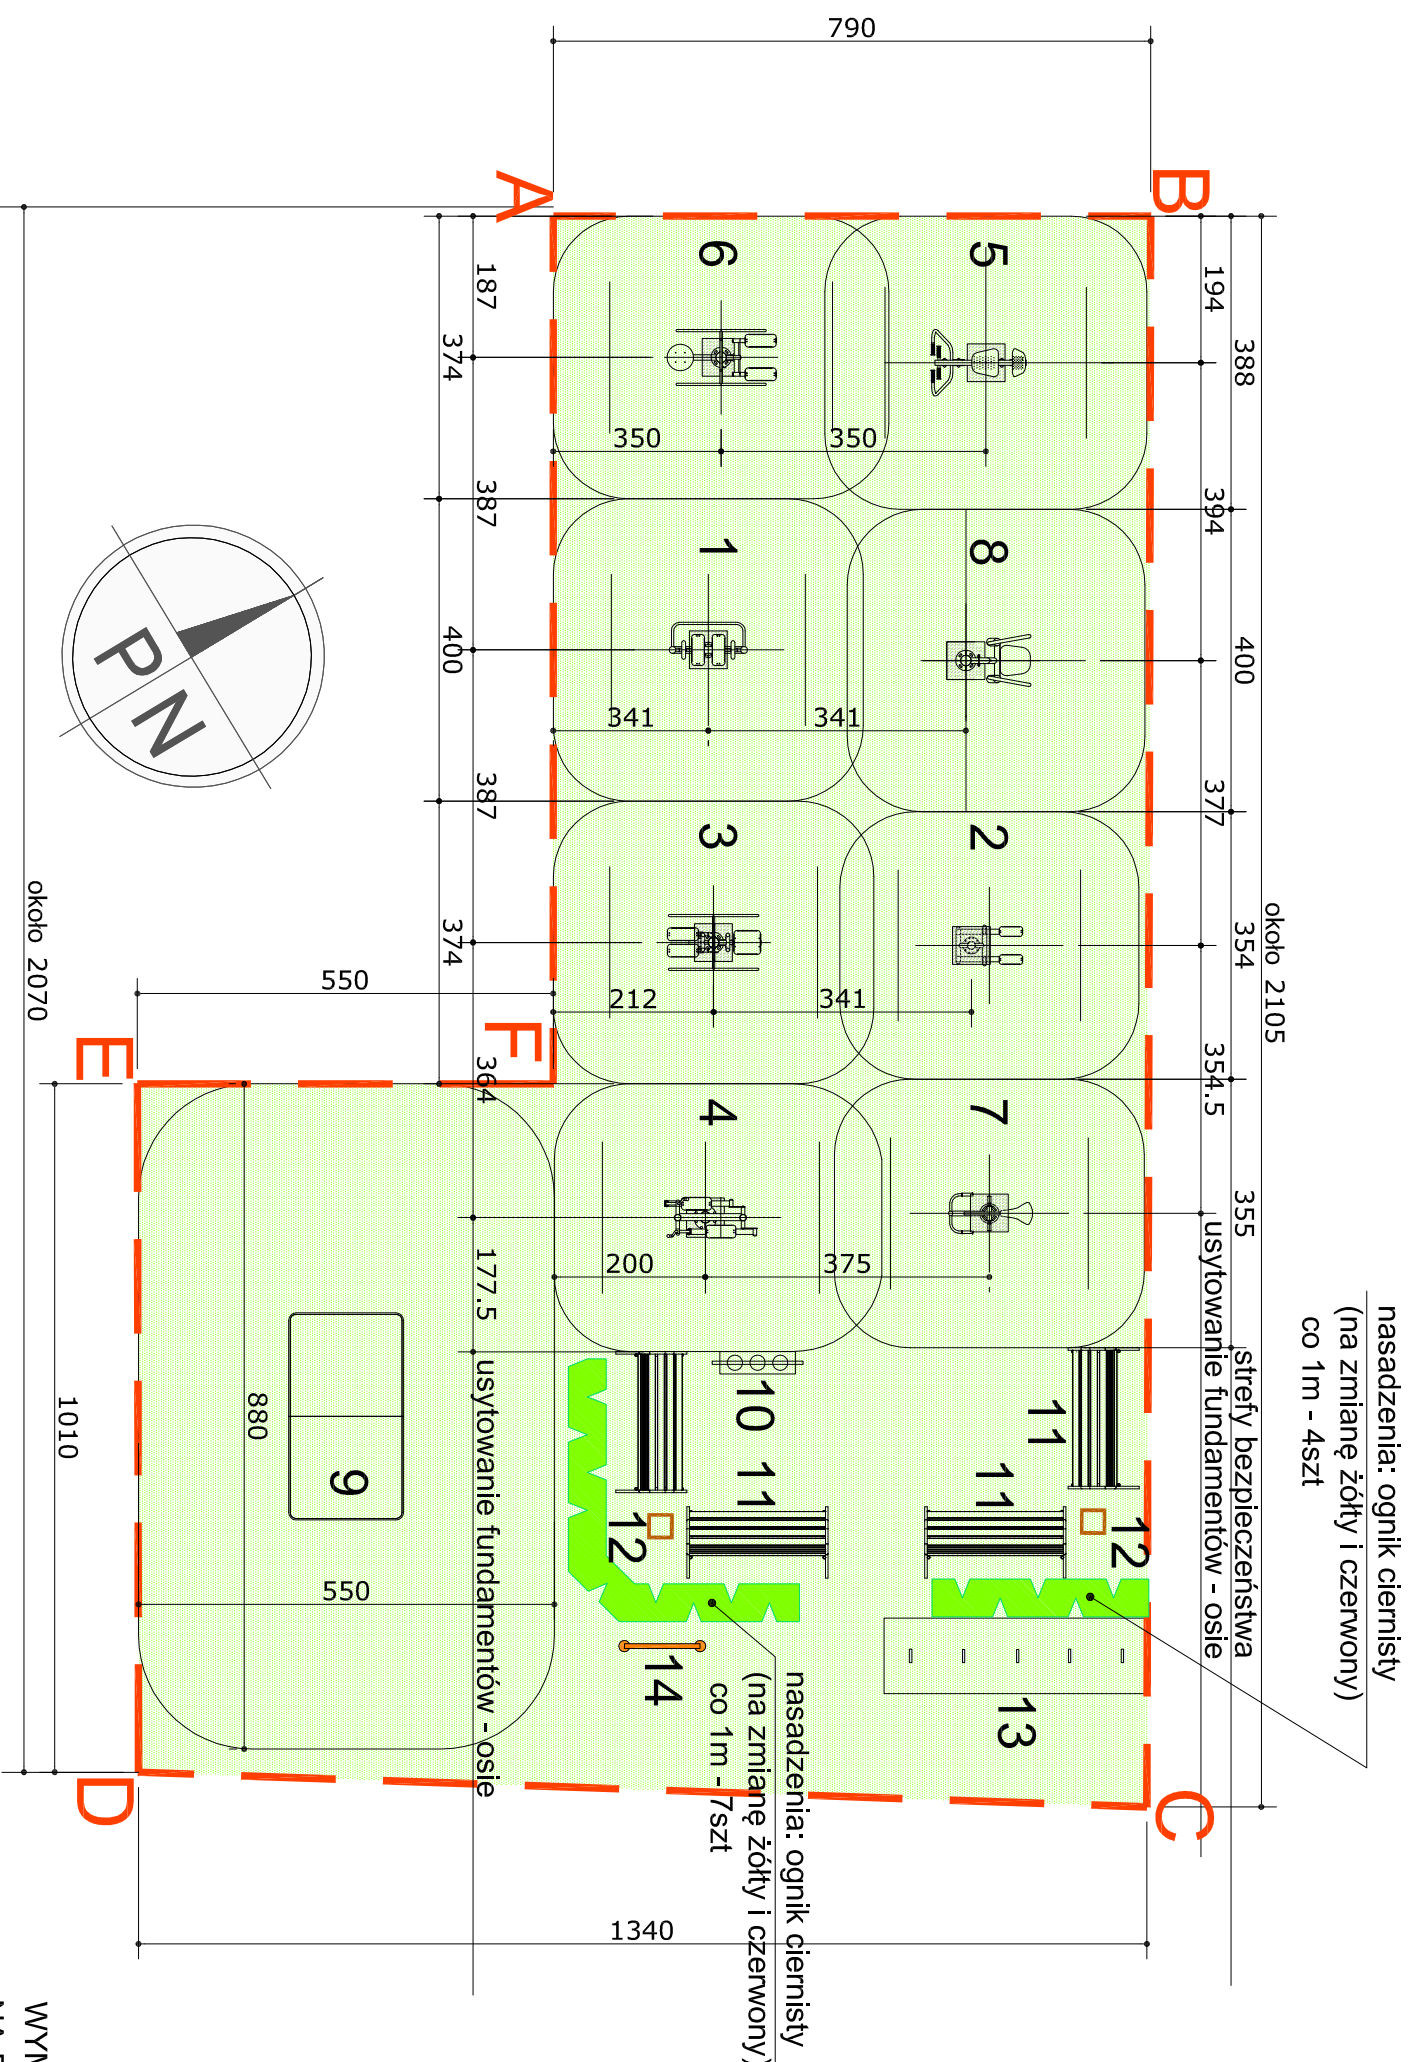 790
A
B
6
5
187
194
374
388
350
350
387
394
1
8
400
400
341
341
387
377
3
2
374
354
212
341
około 2070
około 2105
550
E
F
364
354.5
4
7
355
200
375
177.5
usytowanie fundamentów - osie
usytowanie fundamentów - osie
strefy bezpieczeństwa
nasadzenia: ognik ciernisty
(na zmianę żółty i czerwony)
co 1m - 4szt
P N
9
880
1010
550
10
11
11
11
12
12
13
14
nasadzenia: ognik ciernisty
(na zmianę żółty i czerwony)
co 1m - 7szt
D
C
1340